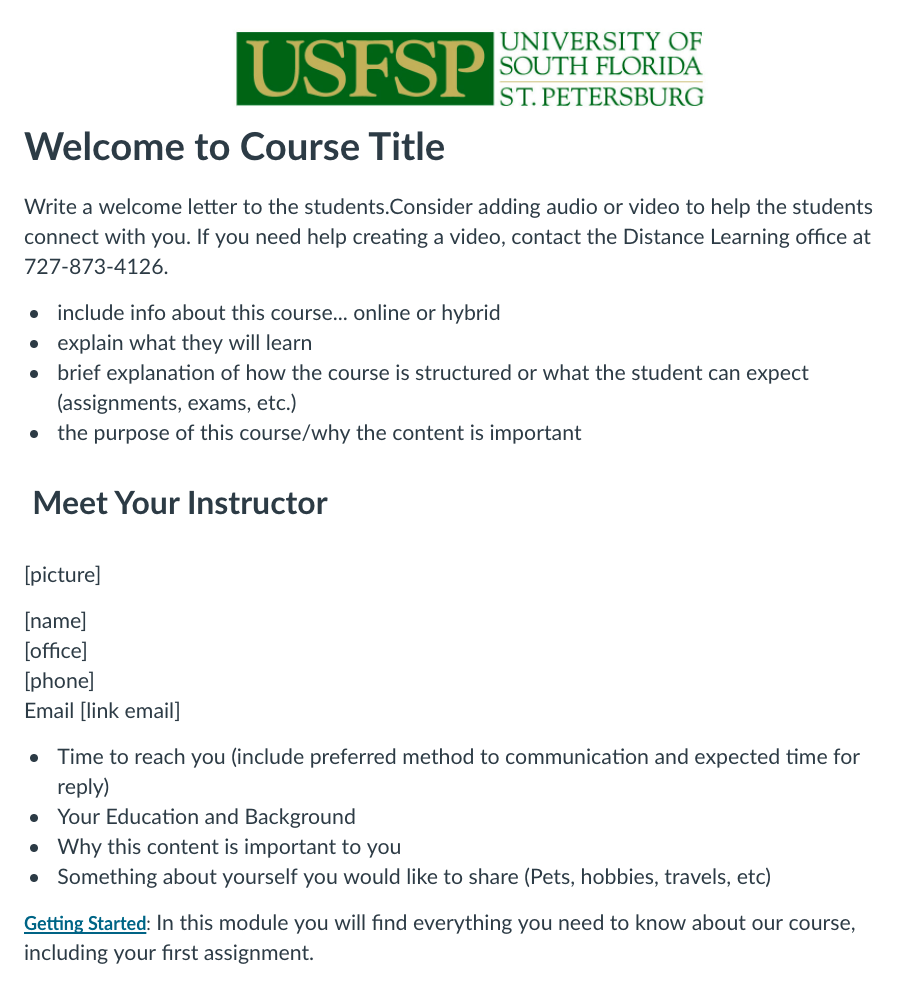 USFSP
UNIVERSITY OF
SOUTH FLORIDA
ST. PETERSBURG
Welcome to Course Title
Write a welcome letter to the students.Consider adding audio or video to help the students
connect with you. If you need help creating a video, contact the Distance Learning office at
727-873-4126.
• include info about this course... online or hybrid
• explain what they will learn
• brief explanation of how the course is structured or what the student can expect
(assignments, exams, etc.)
• the purpose of this course/why the content is important
Meet Your Instructor
[picture]
[name]
[office]
[phone]
Email [link email]
• Time to reach you (include preferred method to communication and expected time for
reply)
• Your Education and Background
• Why this content is important to you
• Something about yourself you would like to share (Pets, hobbies, travels, etc)
Getting Started: In this module you will find everything you need to know about our course,
including your first assignment.